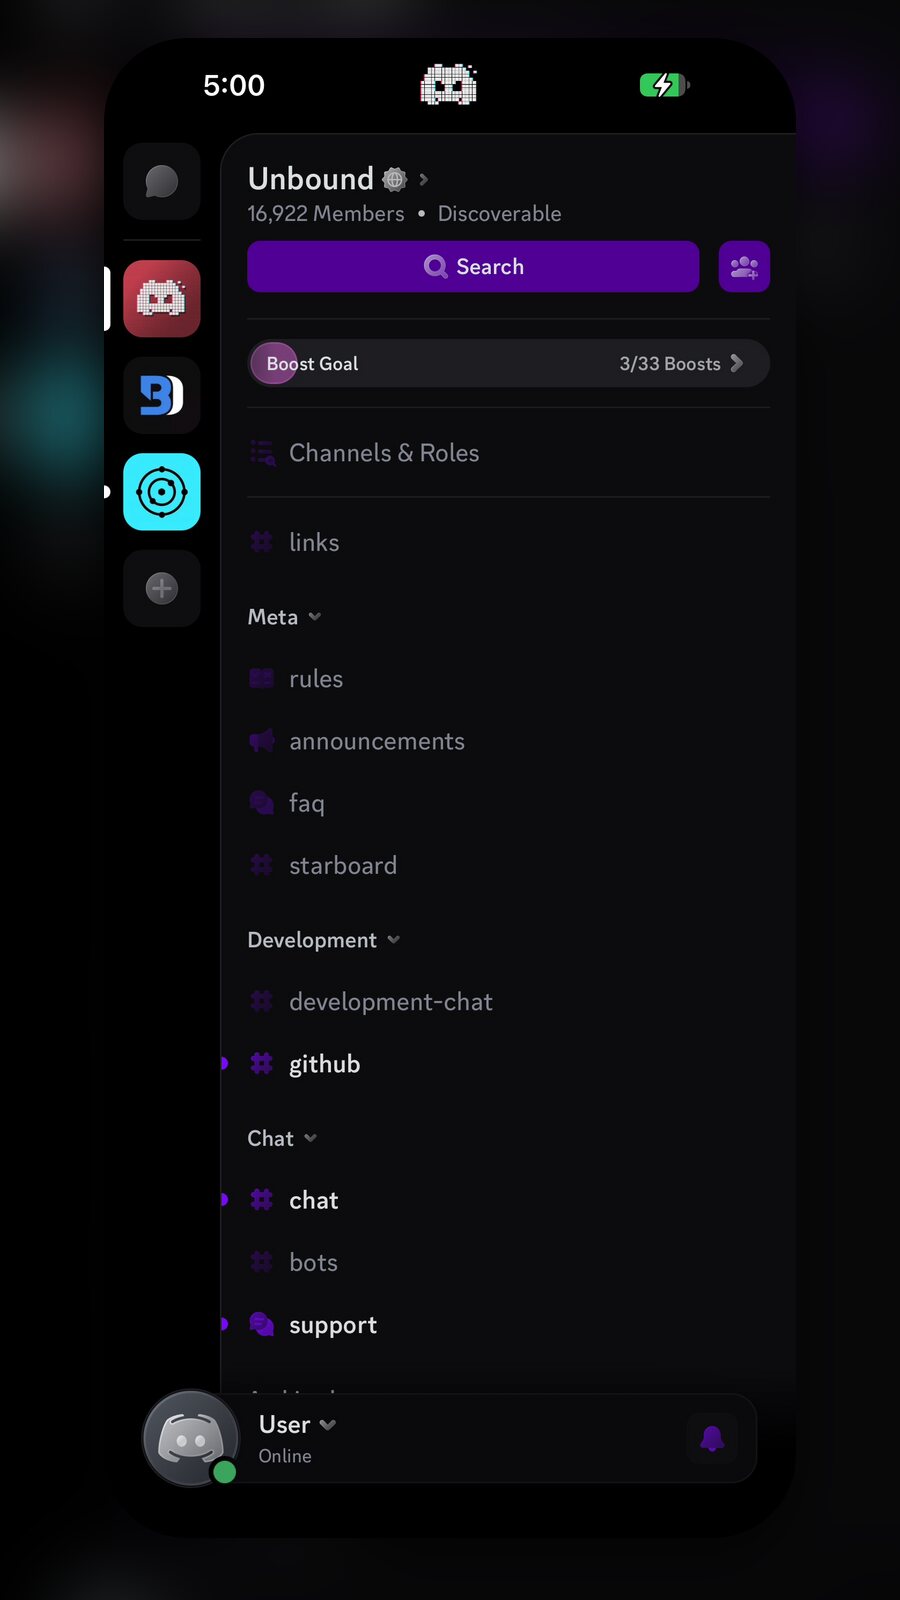 5:00
Unbound
16,922 Members • Discoverable
Search
Boost Goal 3/33 Boosts
Channels & Roles
links
Meta
rules
announcements
faq
starboard
Development
development-chat
github
Chat
chat
bots
support
User
Online